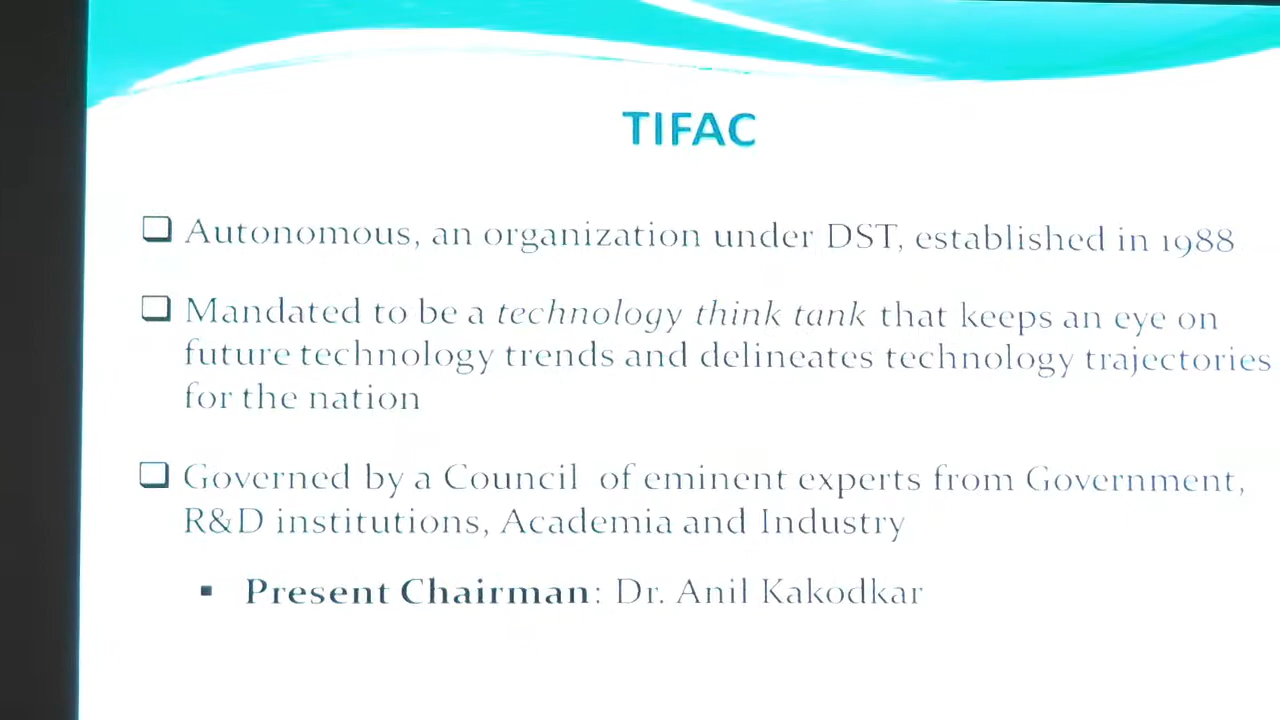 TIFAC
Autonomous, an organization under DST, established in 1988
Mandated to be a technology think tank that keeps an eye on
future technology trends and delineates technology trajectories
for the nation
Governed by a Council of eminent experts from Government,
R&D institutions, Academia and Industry
Present Chairman: Dr. Anil Kakodkar